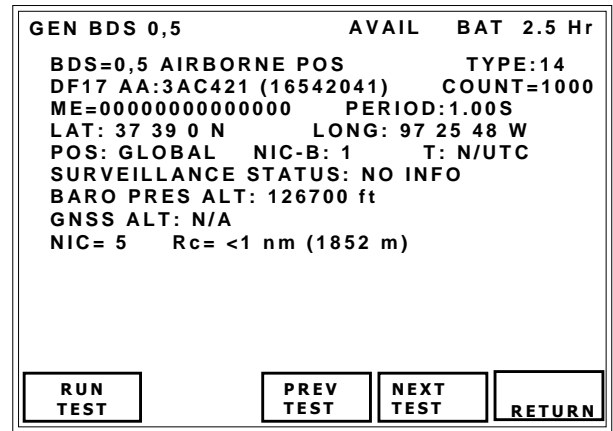 GEN BDS 0,5 AVAIL BAT 2.5 Hr
BDS=0,5 AIRBORNE POS TYPE:14
DF17 AA:3AC421 (16542041) COUNT=1000
ME=00000000000000 PERIOD:1.00S
LAT: 37 39 0 N LONG: 97 25 48 W
POS: GLOBAL NIC-B: 1 T: N/UTC
SURVEILLANCE STATUS: NO INFO
BARO PRES ALT: 126700 ft
GNSS ALT: N/A
NIC= 5 Rc= <1 nm (1852 m)
RUN TEST
PREV TEST
NEXT TEST
RETURN